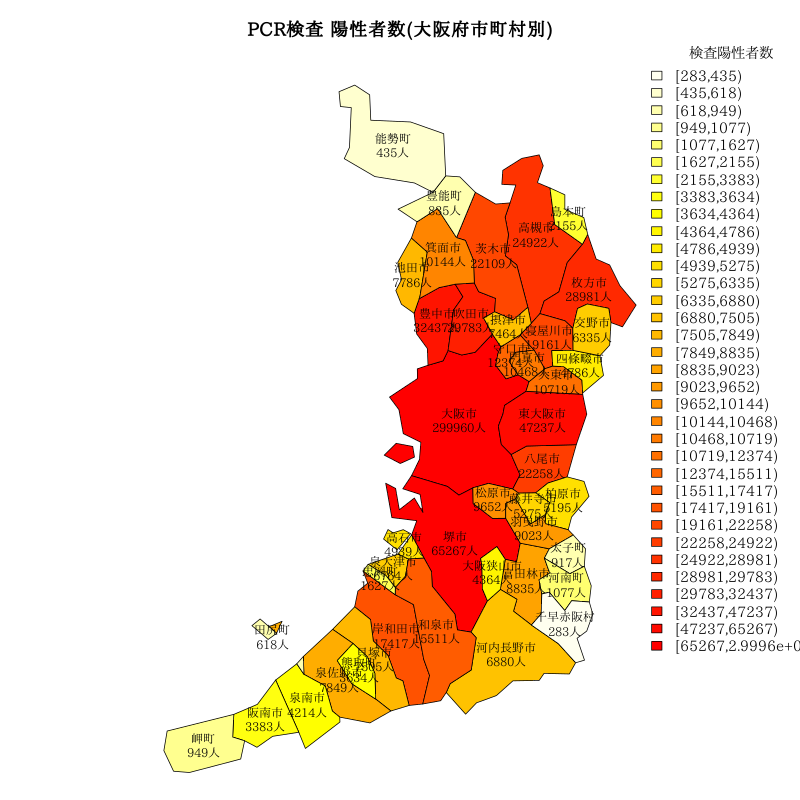 PCR検査 陽性者数(大阪府市町村別)
検査陽性者数
[283,435)
[435,618)
[618,949)
[949,1077)
[1077,1627)
[1627,2155)
[2155,3383)
[3383,3634)
[3634,4364)
[4364,4786)
[4786,4939)
[4939,5275)
[5275,6335)
[6335,6880)
[6880,7505)
[7505,7849)
[7849,8835)
[8835,9023)
[9023,9652)
[9652,10144)
[10144,10468)
[10468,10719)
[10719,12374)
[12374,15511)
[15511,17417)
[17417,19161)
[19161,22258)
[22258,24922)
[24922,28981)
[28981,29783)
[29783,32437)
[32437,47237)
[47237,65267)
[65267,2.9996e+0
能勢町
435人
豊能町
島本町
2155人
高槻市
24922人
箕面市
10144人
茨木市
22109人
池田市
7786人
枚方市
28981人
豊中市
32437人
吹田市
29783人
摂津市
7464人
寝屋川市
19161人
交野市
6335人
守口市
12374人
門真市
10468人
四條畷市
4786人
大東市
10719人
大阪市
299960人
東大阪市
47237人
八尾市
22258人
松原市
9652人
藤井寺市
5275人
柏原市
羽曳野市
9023人
高石市
4939人
堺市
65267人
泉大津市
1627人
大阪狭山市
4364人
富田林市
8835人
太子町
917人
河南町
1077人
千早赤阪村
283人
田尻町
618人
岸和田市
17417人
和泉市
15511人
河内長野市
6880人
貝塚市
熊取町
3634人
泉佐野市
7849人
泉南市
4214人
阪南市
3383人
岬町
949人